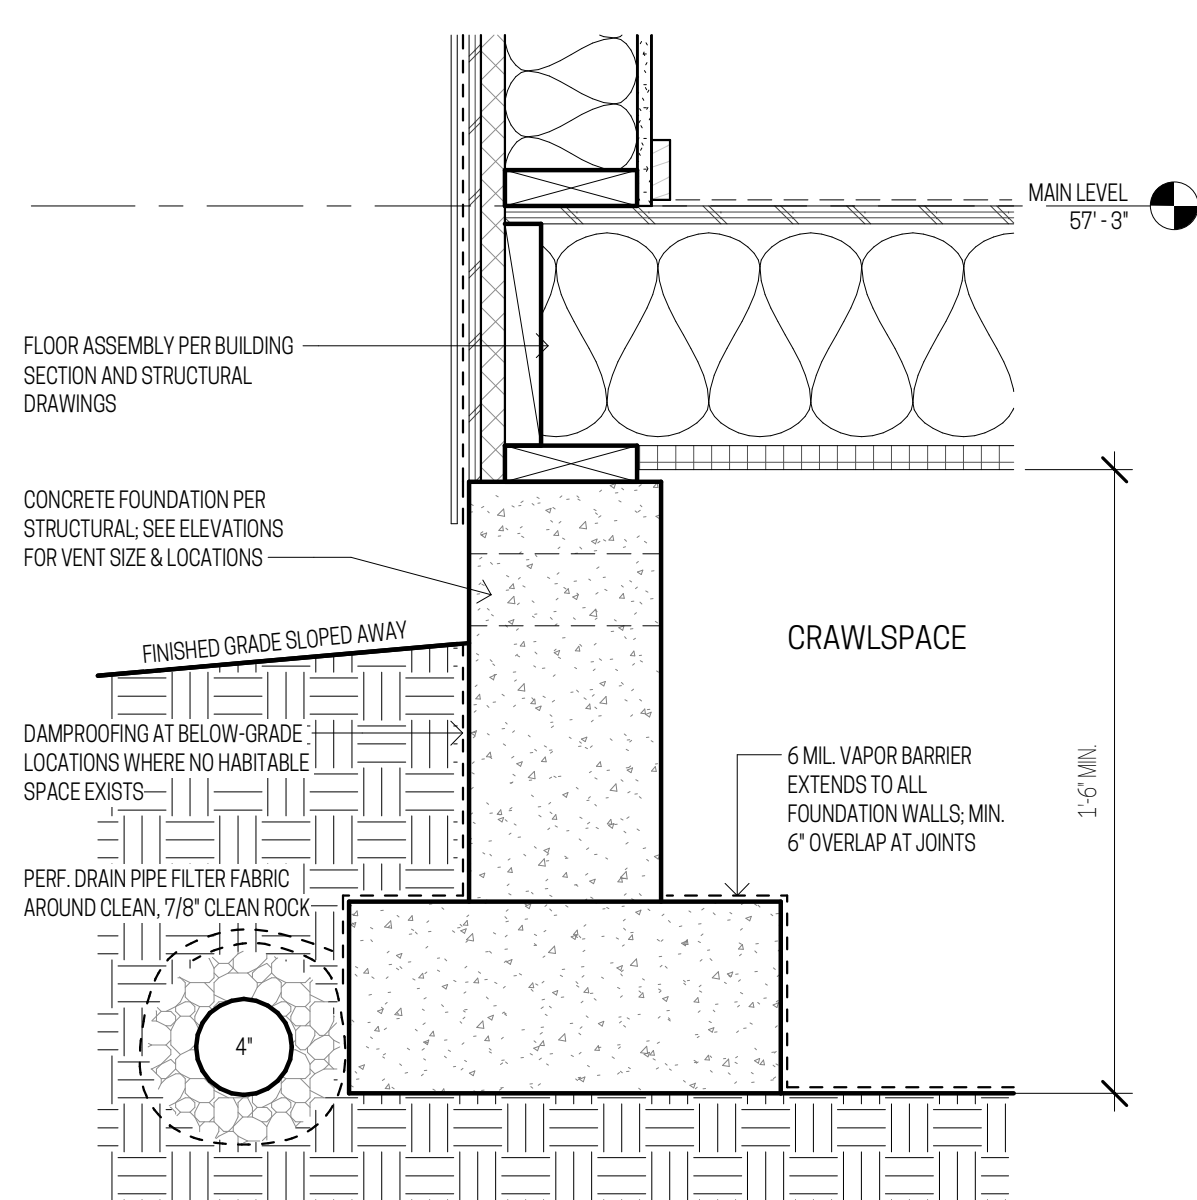 MAIN LEVEL
57' - 3"
FLOOR ASSEMBLY PER BUILDING
SECTION AND STRUCTURAL
DRAWINGS
CONCRETE FOUNDATION PER
STRUCTURAL; SEE ELEVATIONS
FOR VENT SIZE & LOCATIONS
FINISHED GRADE SLOPED AWAY
CRAWLSPACE
DAMPROOFING AT BELOW-GRADE
LOCATIONS WHERE NO HABITABLE
SPACE EXISTS
6 MIL. VAPOR BARRIER
EXTENDS TO ALL
FOUNDATION WALLS; MIN.
6" OVERLAP AT JOINTS
1'-6" MIN.
PERF. DRAIN PIPE FILTER FABRIC
AROUND CLEAN, 7/8" CLEAN ROCK
4"